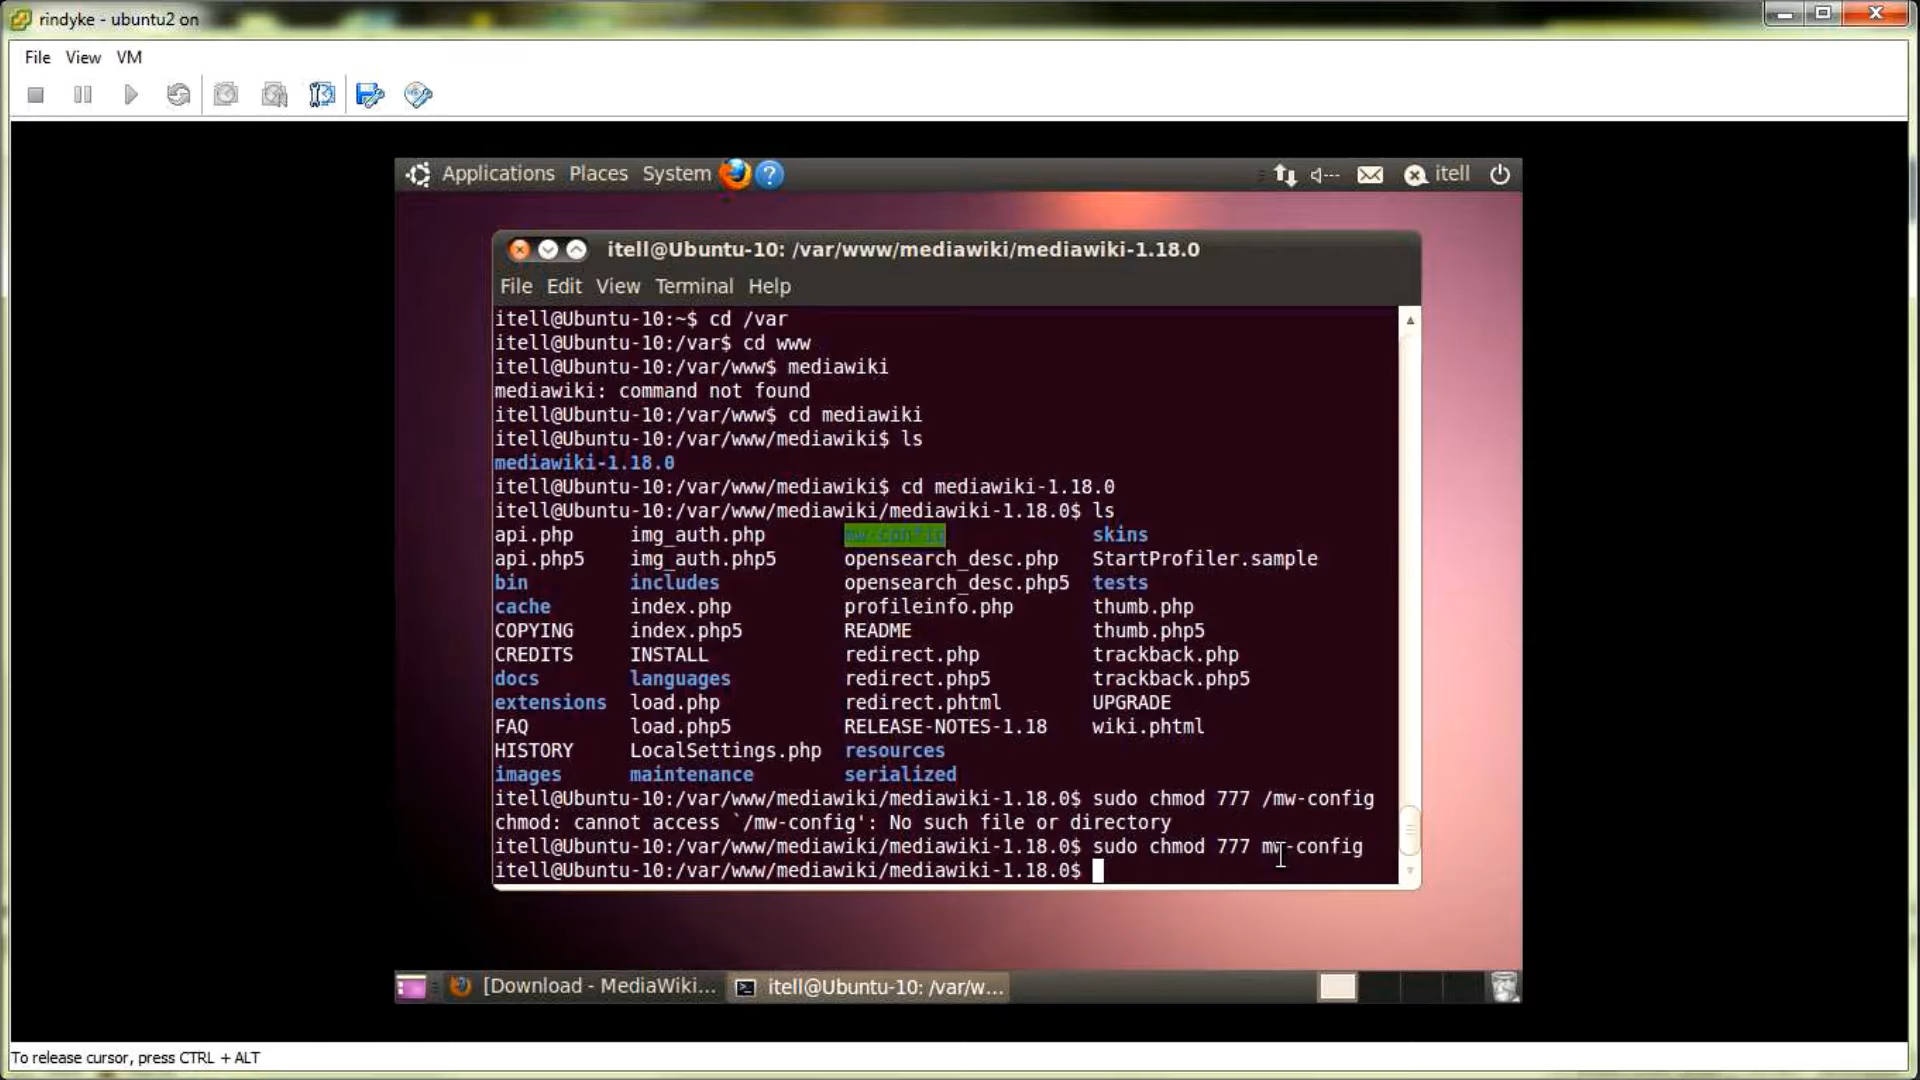 rindyke - ubuntu2 on
File View VM
Applications Places System itell
itell@Ubuntu-10: /var/www/mediawiki/mediawiki-1.18.0
File Edit View Terminal Help
itell@Ubuntu-10:~$ cd /var
itell@Ubuntu-10:/var$ cd www
itell@Ubuntu-10:/var/www$ mediawiki
mediawiki: command not found
itell@Ubuntu-10:/var/www$ cd mediawiki
itell@Ubuntu-10:/var/www/mediawiki$ ls
mediawiki-1.18.0
itell@Ubuntu-10:/var/www/mediawiki$ cd mediawiki-1.18.0
itell@Ubuntu-10:/var/www/mediawiki/mediawiki-1.18.0$ ls
api.php img_auth.php mw-config skins
api.php5 img_auth.php5 opensearch_desc.php StartProfiler.sample
bin includes opensearch_desc.php5 tests
cache index.php profileinfo.php thumb.php
COPYING index.php5 README thumb.php5
CREDITS INSTALL redirect.php trackback.php
docs languages redirect.php5 trackback.php5
extensions load.php redirect.phtml UPGRADE
FAQ load.php5 RELEASE-NOTES-1.18 wiki.phtml
HISTORY LocalSettings.php resources
images maintenance serialized
itell@Ubuntu-10:/var/www/mediawiki/mediawiki-1.18.0$ sudo chmod 777 /mw-config
chmod: cannot access `/mw-config': No such file or directory
itell@Ubuntu-10:/var/www/mediawiki/mediawiki-1.18.0$ sudo chmod 777 mw-config
itell@Ubuntu-10:/var/www/mediawiki/mediawiki-1.18.0$
[Download - MediaWiki... itell@Ubuntu-10: /var/w...
To release cursor, press CTRL + ALT